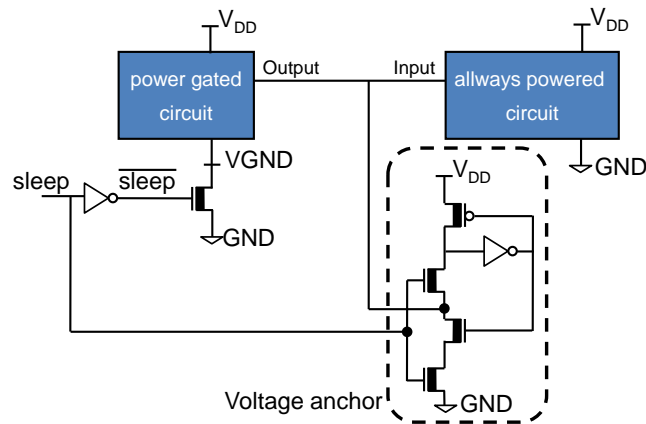 V_DD
V_DD
power gated
circuit
Output
Input
allways powered
circuit
VGND
GND
sleep
sleep
V_DD
GND
GND
Voltage anchor